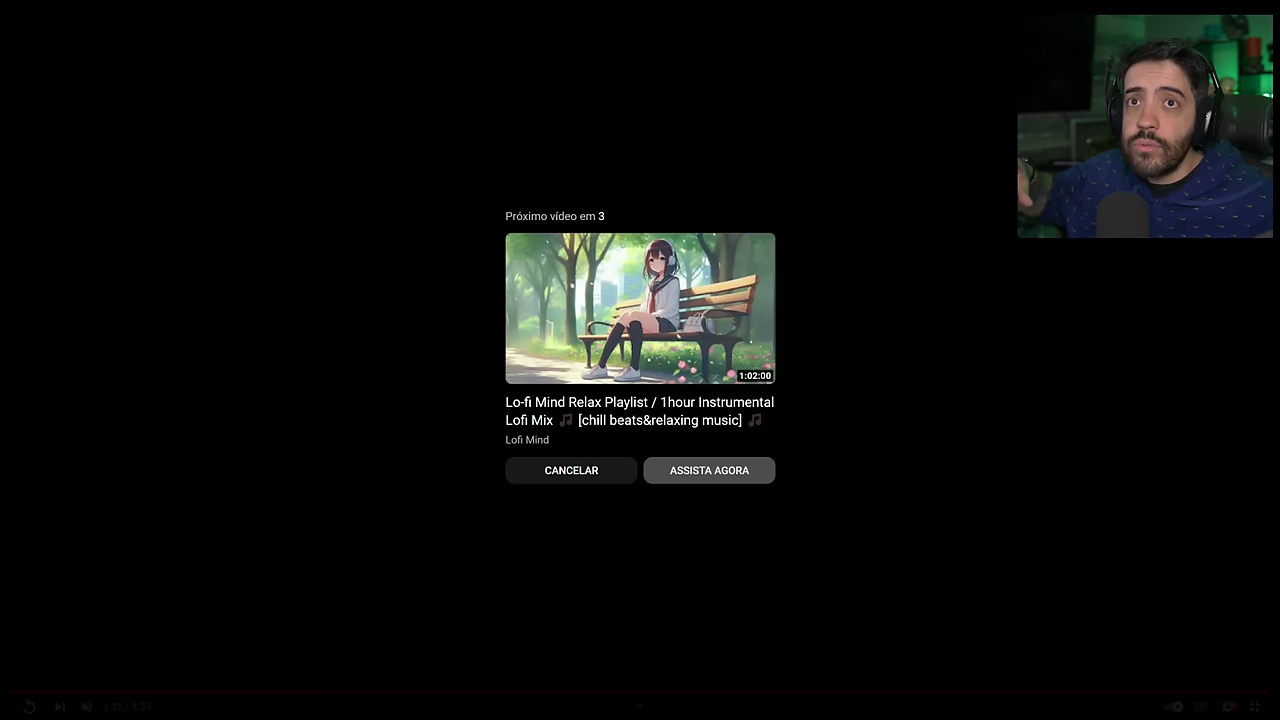 Próximo vídeo em 3
1:02:00
Lo-fi Mind Relax Playlist / 1hour Instrumental
Lofi Mix 🎵 [chill beats&relaxing music] 🎵
Lofi Mind
CANCELAR
ASSISTA AGORA